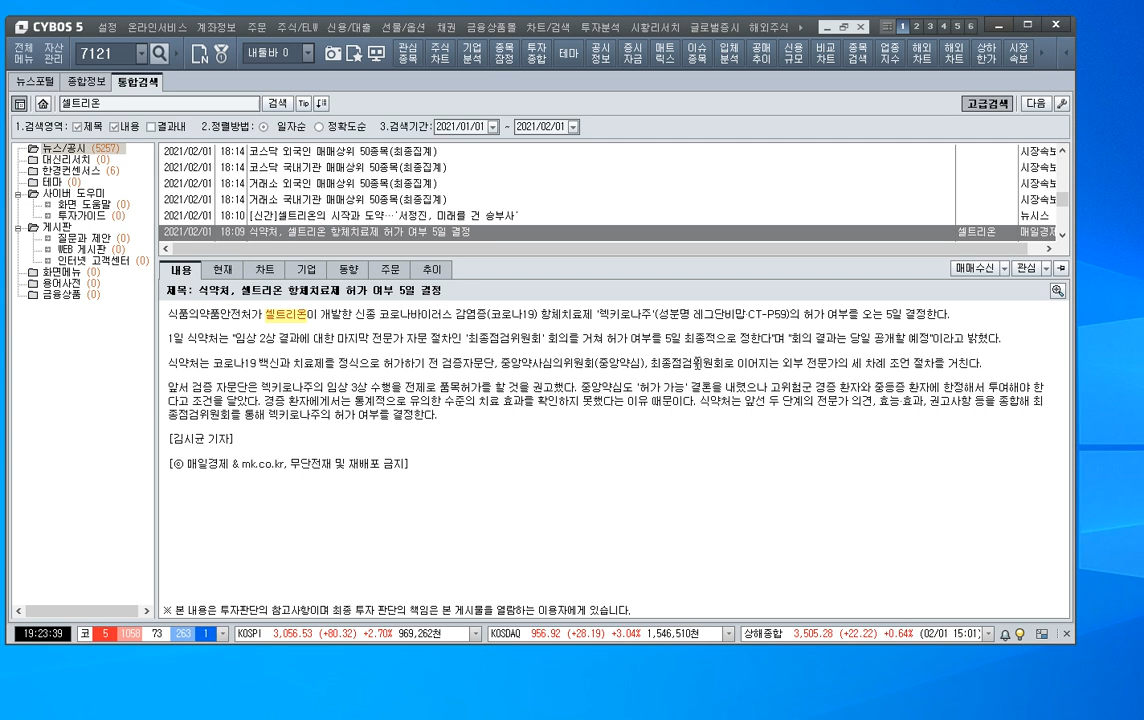 CYBOS 5 설정 온라인서비스 계좌정보 주문 주식/ELW 신용/대출 선물/옵션 채권 금융상품몰 차트/검색 투자분석 시황리서치 글로벌증시 해외주식 1 2 3 4 5 6
전체메뉴 자산관리 7121 내툴바 0 관심종목 주식차트 기업분석 종목잠정 투자종합 테마 공시정보 증시자금 매트릭스 이슈종목 입체분석 공매추이 신용규모 비교차트 종목검색 업종지수 해외차트 해외차트 상하한가 시장속보
뉴스포털 종합정보 통합검색
셀트리온 검색 Tip 고급검색 다음
1.검색영역: 제목 내용 결과내 2.정렬방법: 일자순 정확도순 3.검색기간: 2021/01/01 ~ 2021/02/01
뉴스/공시 (5257)
대신리서치 (0)
한경컨센서스 (6)
테마 (0)
사이버 도우미
화면 도움말 (0)
투자가이드 (0)
게시판
질문과 제안 (0)
WEB 게시판 (0)
인터넷 고객센터 (0)
화면메뉴 (0)
용어사전 (0)
금융상품 (0)
2021/02/01 18:14 코스닥 외국인 매매상위 50종목(최종집계) 시장속보
2021/02/01 18:14 코스닥 국내기관 매매상위 50종목(최종집계) 시장속보
2021/02/01 18:14 거래소 외국인 매매상위 50종목(최종집계) 시장속보
2021/02/01 18:14 거래소 국내기관 매매상위 50종목(최종집계) 시장속보
2021/02/01 18:10 [신간]셀트리온의 시작과 도약…'서정진, 미래를 건 승부사' 뉴시스
2021/02/01 18:09 식약처, 셀트리온 항체치료제 허가 여부 5일 결정 셀트리온 매일경제
내용 현재 차트 기업 동향 주문 추이 매매수신 관심
제목: 식약처, 셀트리온 항체치료제 허가 여부 5일 결정
식품의약품안전처가 셀트리온이 개발한 신종 코로나바이러스 감염증(코로나19) 항체치료제 '렉키로나주'(성분명 레그단비맙·CT-P59)의 허가 여부를 오는 5일 결정한다.
1일 식약처는 "임상 2상 결과에 대한 마지막 전문가 자문 절차인 '최종점검위원회' 회의를 거쳐 허가 여부를 5일 최종적으로 정한다"며 "회의 결과는 당일 공개할 예정"이라고 밝혔다.
식약처는 코로나19 백신과 치료제를 정식으로 허가하기 전 검증자문단, 중앙약사심의위원회(중앙약심), 최종점검위원회로 이어지는 외부 전문가의 세 차례 조언 절차를 거친다.
앞서 검증 자문단은 렉키로나주의 임상 3상 수행을 전제로 품목허가를 할 것을 권고했다. 중앙약심도 '허가 가능' 결론을 내렸으나 고위험군 경증 환자와 중등증 환자에 한정해서 투여해야 한
다고 조건을 달았다. 경증 환자에게서는 통계적으로 유의한 수준의 치료 효과를 확인하지 못했다는 이유 때문이다. 식약처는 앞선 두 단계의 전문가 의견, 효능·효과, 권고사항 등을 종합해 최
종점검위원회를 통해 렉키로나주의 허가 여부를 결정한다.
[김시균 기자]
[ⓒ 매일경제 & mk.co.kr, 무단전재 및 재배포 금지]
※ 본 내용은 투자판단의 참고사항이며 최종 투자 판단의 책임은 본 게시물을 열람하는 이용자에게 있습니다.
19:23:39 코 5 1058 73 263 1 KOSPI 3,056.53 (+80.32) +2.70% 969,262천 KOSDAQ 956.92 (+28.19) +3.04% 1,546,510천 상해종합 3,505.28 (+22.22) +0.64% (02/01 15:01)